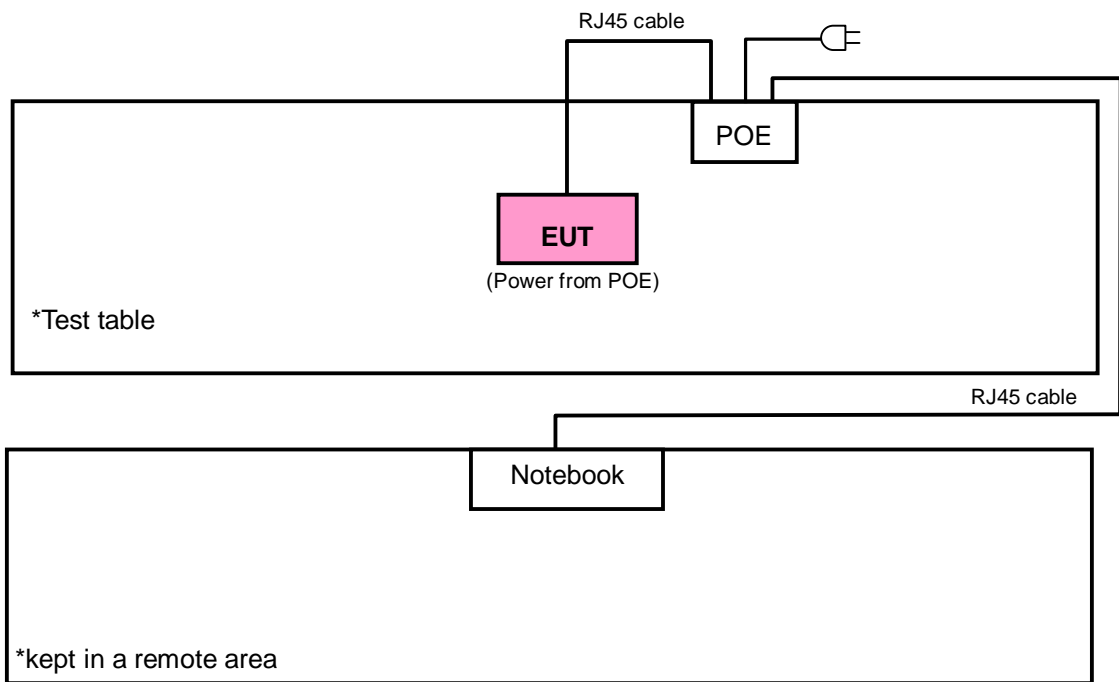 RJ45 cable
POE
EUT
(Power from POE)
*Test table
RJ45 cable
Notebook
*kept in a remote area